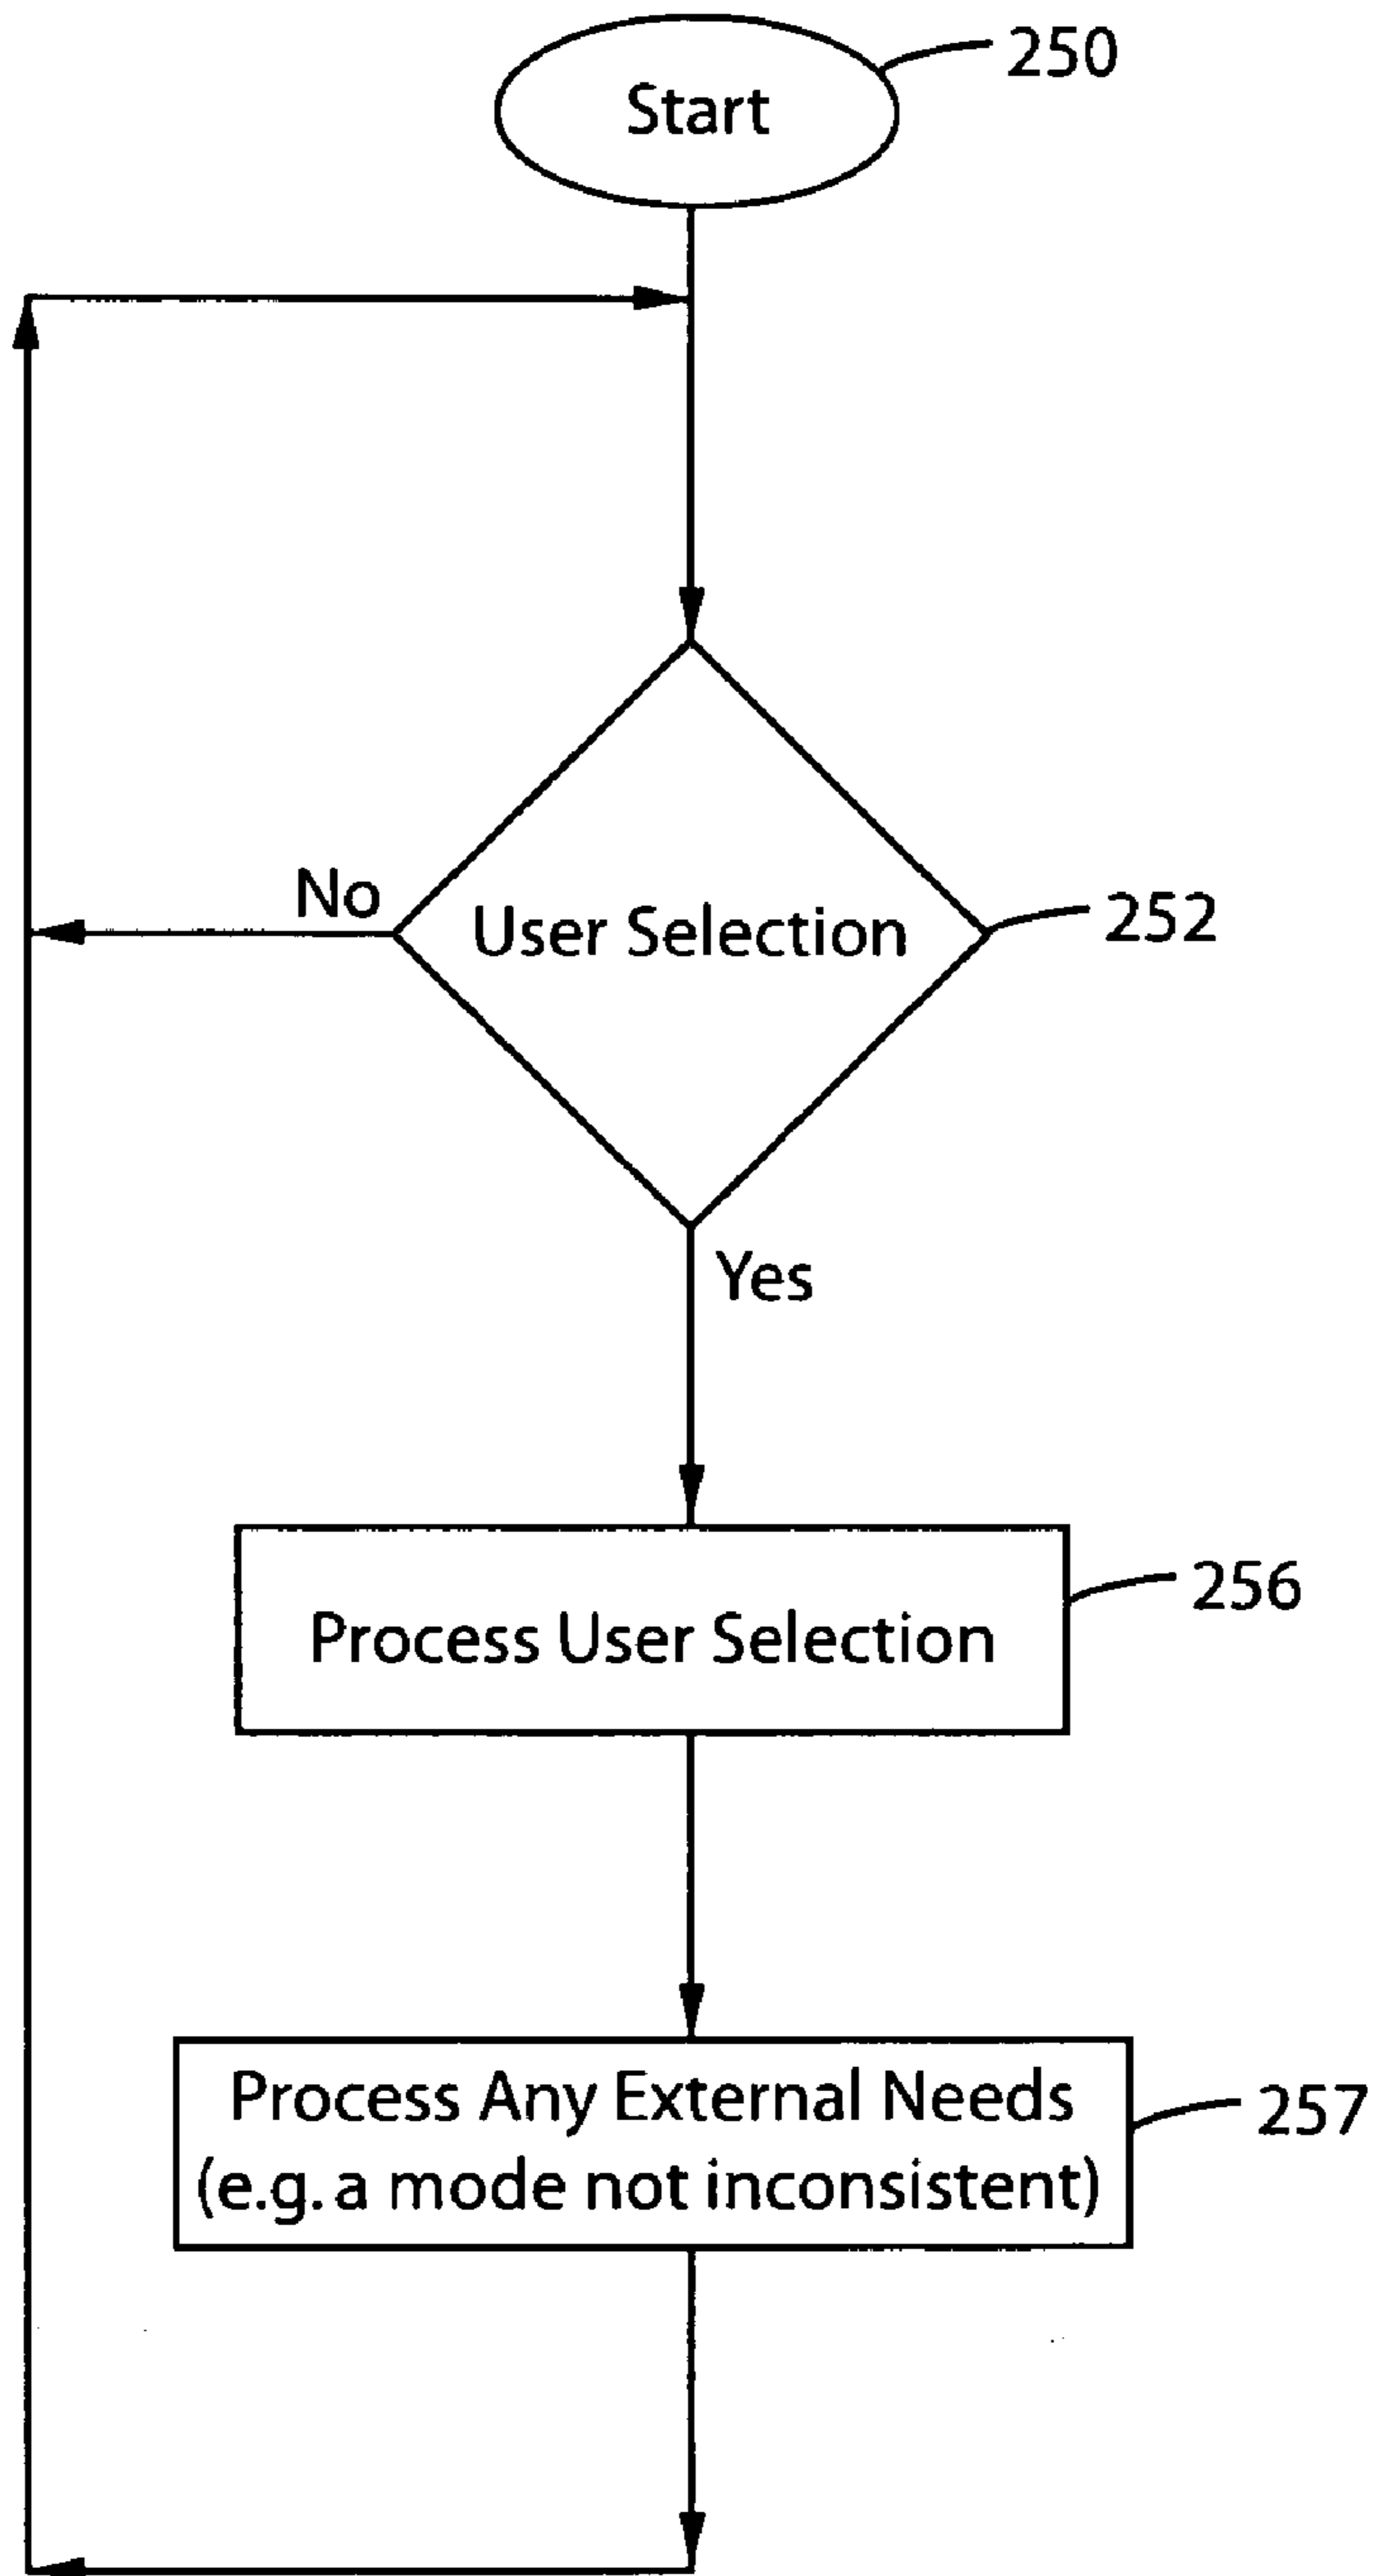 Start
250
No
User Selection
252
Yes
Process User Selection
256
Process Any External Needs
(e.g. a mode not inconsistent)
257